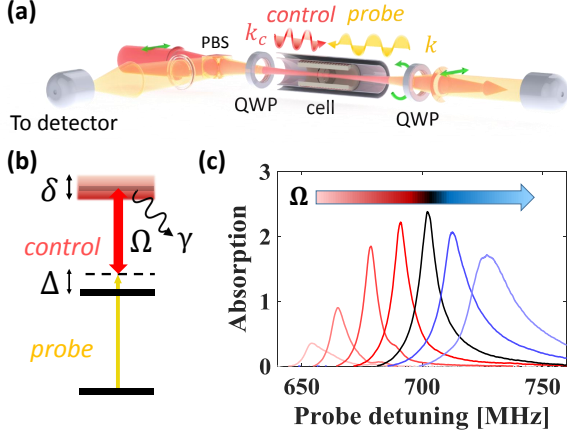 (a)
control probe
k_c k
PBS
QWP
cell
QWP
To detector
(b)
δ
control
Ω
γ
Δ
probe
(c)
Ω
Absorption
3
2
1
0
640
700
750
Probe detuning [MHz]